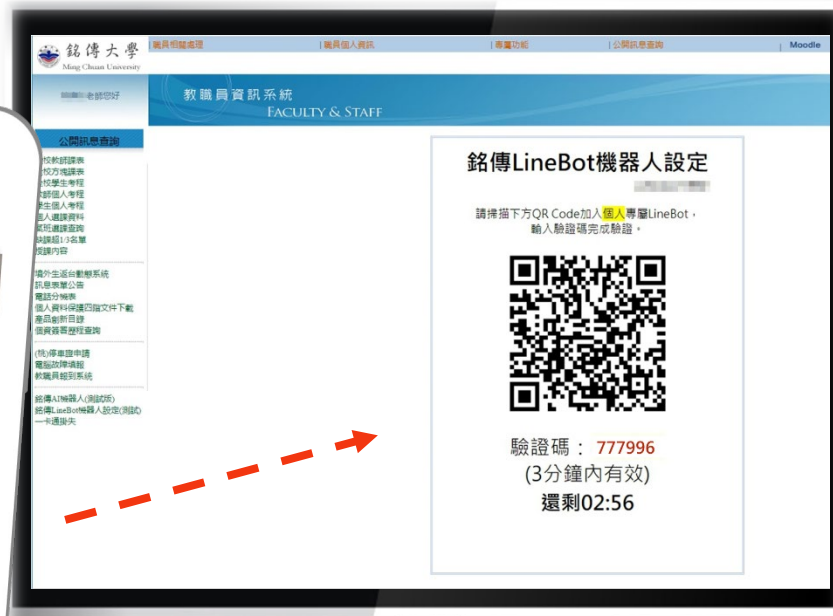 銘傳大學
Ming Chuan University
職員相關處理
|職員個人資訊
|專屬功能
|公開訊息查詢
| Moodle
老師您好
教職員資訊系統
FACULTY & STAFF
公開訊息查詢
校教師課表
校方塊課表
校學生考程
師個人考程
生個人考程
個人選課資料
班選課查詢
缺課超1/3名單
授課內容
境外生返台動態系統
訊息表單公告
電話分機表
個人資料保護四階文件下載
產品創新目錄
個資簽署歷程查詢
(桃)停車證申請
電腦故障填報
教職員報到系統
銘傳AI機器人(測試版)
銘傳LineBot機器人設定(測試)
一卡通掛失
銘傳LineBot機器人設定
請掃描下方QR Code加入個人專屬LineBot，
輸入驗證碼完成驗證。
驗證碼： 777996
(3分鐘內有效)
還剩02:56